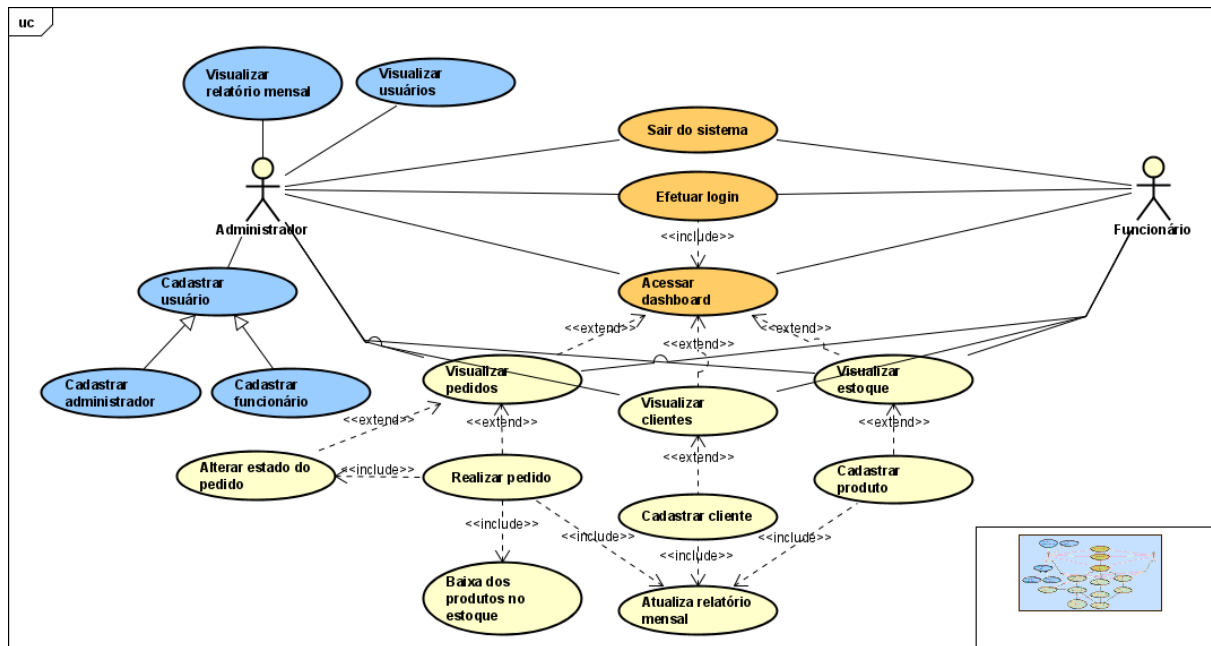 uc
Visualizar
relatório mensal
Visualizar
usuários
Sair do sistema
Efetuar login
Administrador
Funcionário
<<include>>
Cadastrar
usuário
Acessar
dashboard
<<extend>>
<<extend>>
<<extend>>
Cadastrar
administrador
Cadastrar
funcionário
Visualizar
pedidos
Visualizar
clientes
Visualizar
estoque
<<extend>>
<<extend>>
<<extend>>
<<extend>>
Alterar estado do
pedido
<<include>>
Realizar pedido
Cadastrar
produto
Cadastrar cliente
<<include>>
<<include>>
<<include>>
<<include>>
Baixa dos
produtos no
estoque
Atualiza relatório
mensal